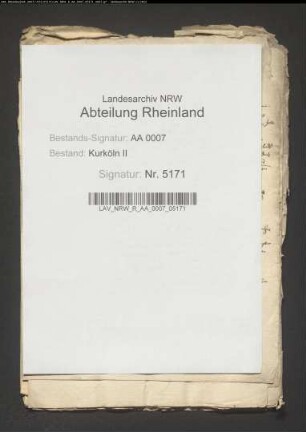 Landesarchiv NRW
Abteilung Rheinland
Bestands-Signatur: AA 0007
Bestand: Kurköln II
Signatur: Nr. 5171
LAV_NRW_R_AA_0007_05171